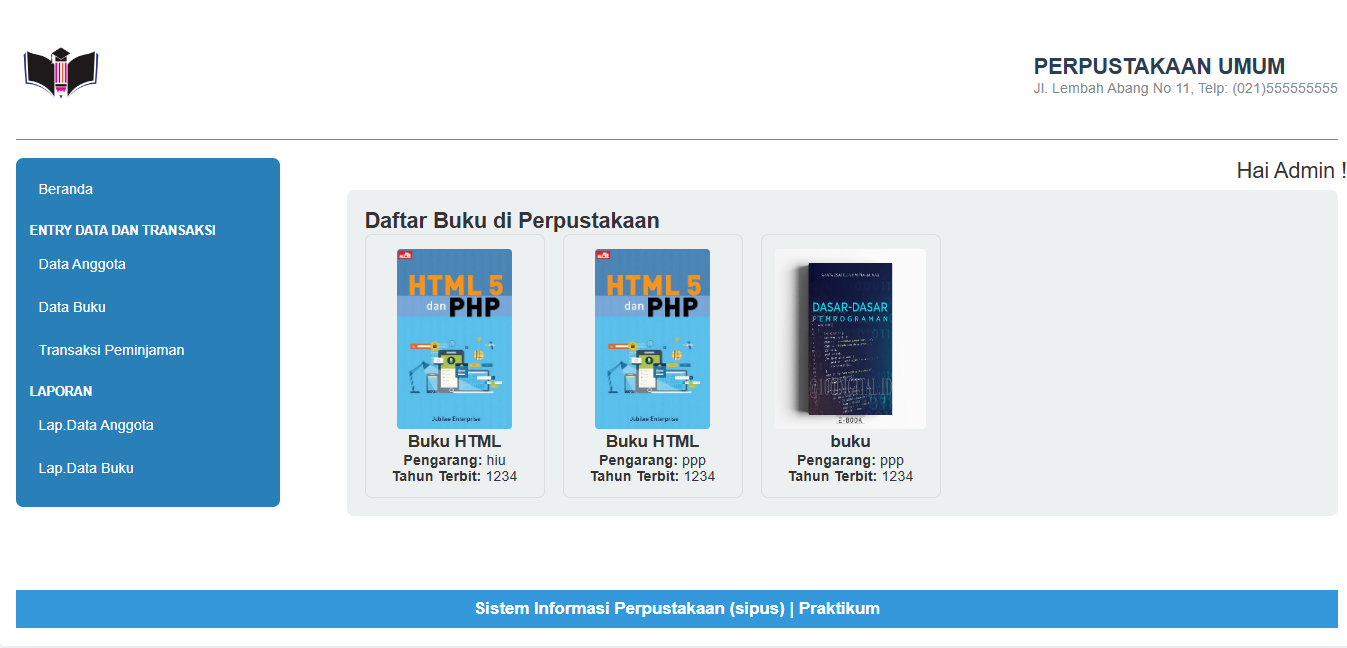 PERPUSTAKAAN UMUM
Jl. Lembah Abang No 11, Telp: (021)555555555
Hai Admin !
Beranda
ENTRY DATA DAN TRANSAKSI
Data Anggota
Data Buku
Transaksi Peminjaman
LAPORAN
Lap.Data Anggota
Lap.Data Buku
Daftar Buku di Perpustakaan
HTML 5
dan PHP
Jubilee Enterprise
Buku HTML
Pengarang: hiu
Tahun Terbit: 1234
HTML 5
dan PHP
Jubilee Enterprise
Buku HTML
Pengarang: ppp
Tahun Terbit: 1234
DASAR-DASAR
PEMROGRAMAN
E-BOOK
buku
Pengarang: ppp
Tahun Terbit: 1234
Sistem Informasi Perpustakaan (sipus) | Praktikum